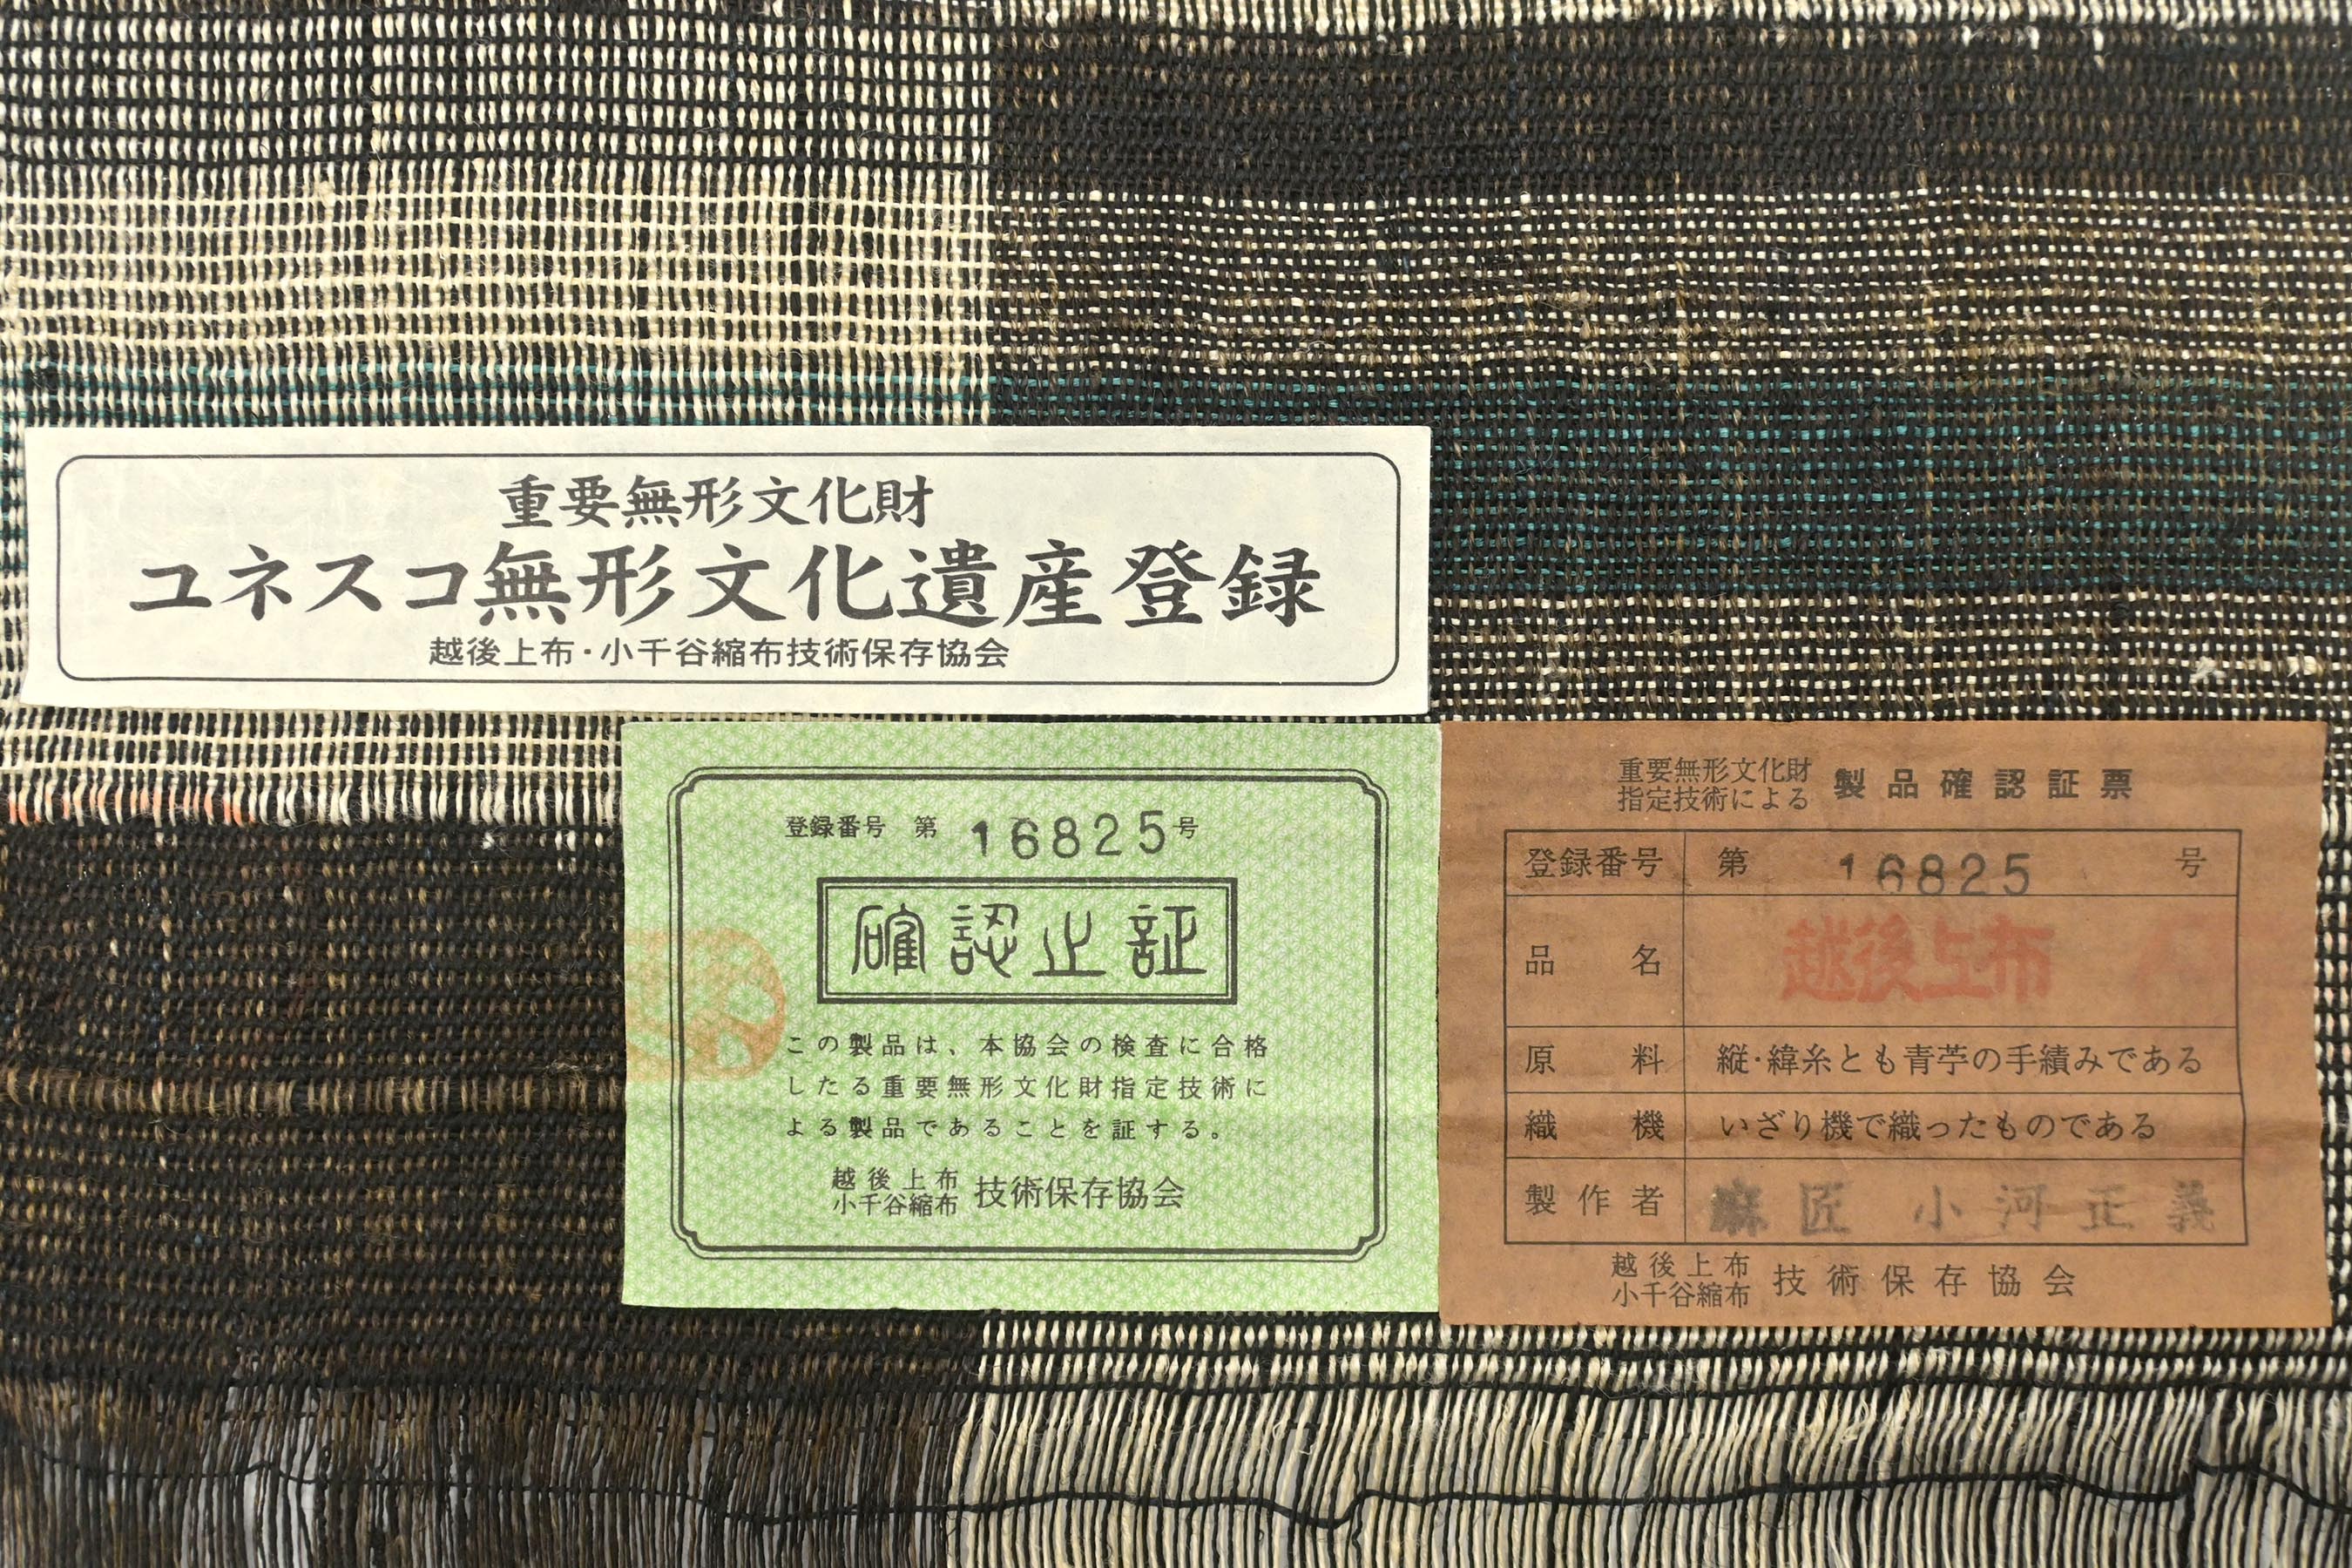 重要無形文化財
ユネスコ無形文化遺産登録
越後上布・小千谷縮布技術保存協会
登録番号 第 16825号
確認止証
この製品は、本協会の検査に合格
したる重要無形文化財指定技術に
よる製品であることを証する。
越後上布
小千谷縮布 技術保存協会
重要無形文化財
指定技術による 製品確認証票
登録番号 第 16825 号
品名 越後上布
原料 縦・緯糸とも青苧の手績みである
織機 いざり機で織ったものである
製作者 麻匠 小河正義
越後上布
小千谷縮布 技術保存協会